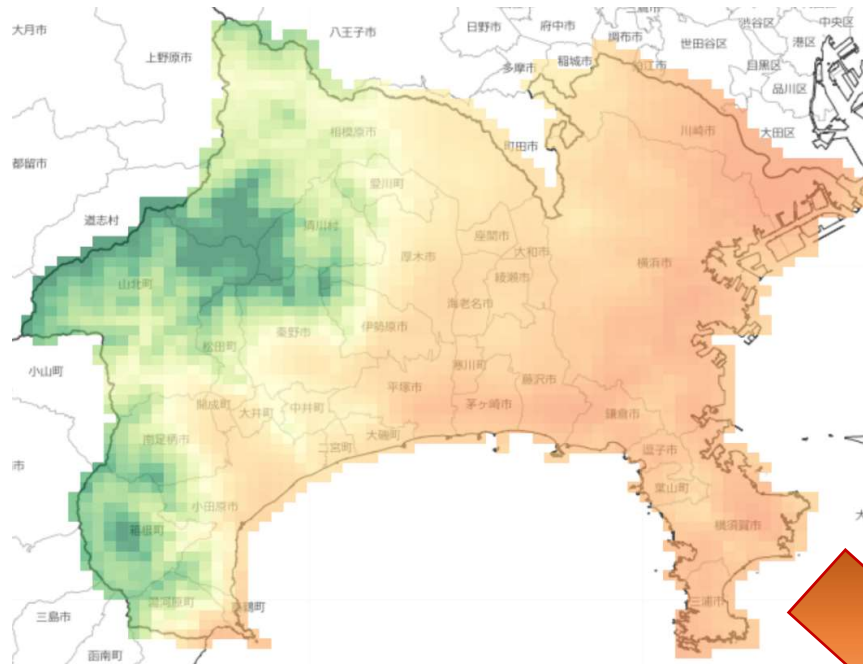 大月市
八王子市
日野市
府中市
渋谷区
中央区
上野原市
多摩市
稲城市
調布市
世田谷区
港区
目黒区
品川区
相模原市
町田市
川崎市
大田区
都留市
愛川町
道志村
清川村
座間市
大和市
厚木市
横浜市
綾瀬市
山北町
海老名市
秦野市
伊勢原市
松田町
小山町
寒川町
藤沢市
平塚市
茅ヶ崎市
開成町
大井町
中井町
鎌倉市
南足柄市
大磯町
二宮町
逗子市
市
葉山町
小田原市
箱根町
横須賀市
湯河原町
三浦市
三島市
函南町